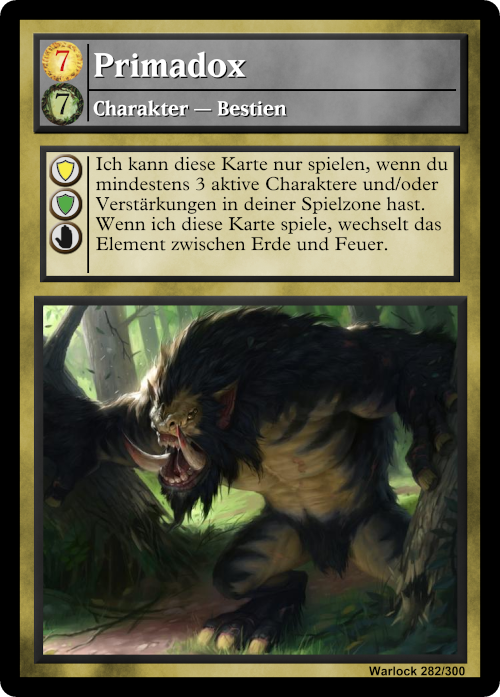 7
Primadox
7
Charakter — Bestien
Ich kann diese Karte nur spielen, wenn du
mindestens 3 aktive Charaktere und/oder
Verstärkungen in deiner Spielzone hast.
Wenn ich diese Karte spiele, wechselt das
Element zwischen Erde und Feuer.
Warlock 282/300